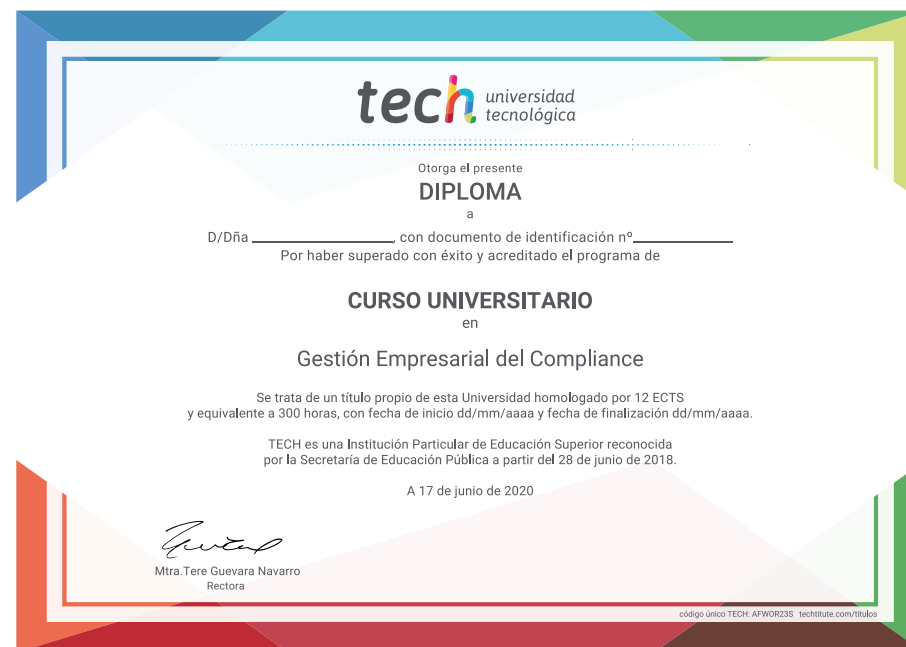 tech universidad
tecnológica
Otorga el presente
DIPLOMA
a
D/Dña ____________________, con documento de identificación nº______________
Por haber superado con éxito y acreditado el programa de
CURSO UNIVERSITARIO
en
Gestión Empresarial del Compliance
Se trata de un título propio de esta Universidad homologado por 12 ECTS
y equivalente a 300 horas, con fecha de inicio dd/mm/aaaa y fecha de finalización dd/mm/aaaa.
TECH es una Institución Particular de Educación Superior reconocida
por la Secretaría de Educación Pública a partir del 28 de junio de 2018.
A 17 de junio de 2020
Mtra.Tere Guevara Navarro
Rectora
código único TECH: AFWOR23S techtitute.com/titulos